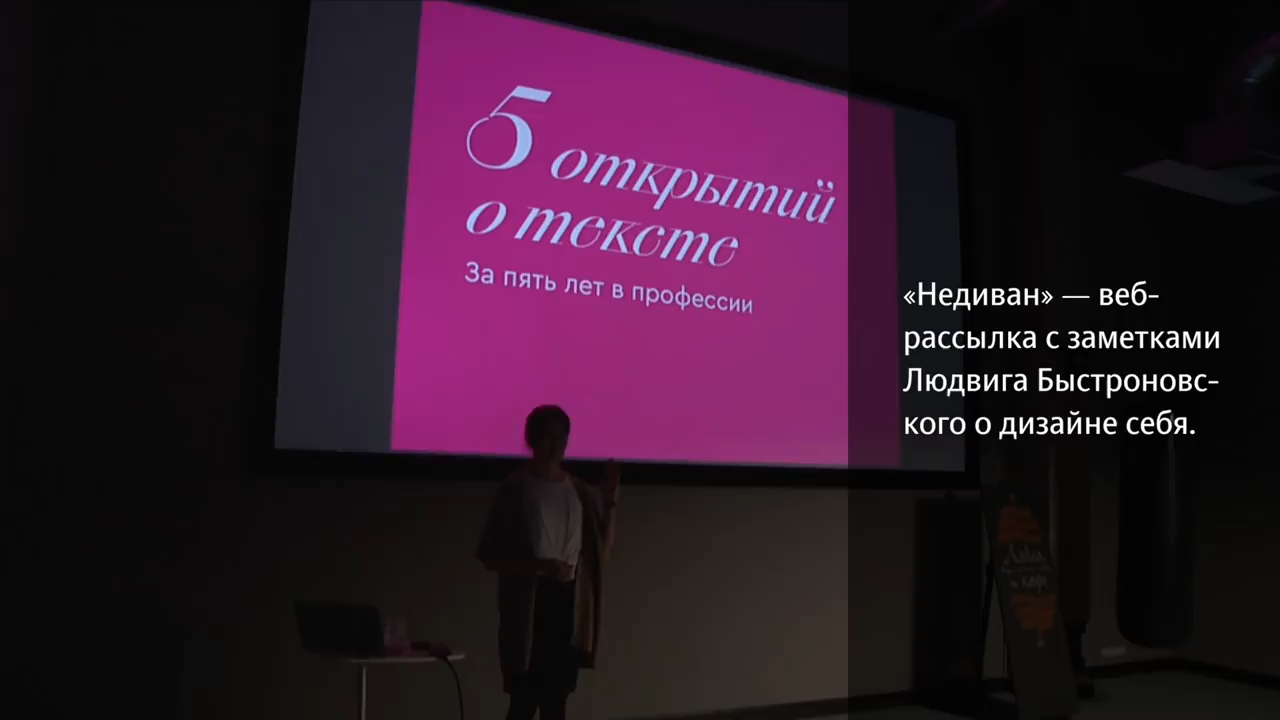 5 открытий
о тексте
За пять лет в профессии
«Недиван» — веб-
рассылка с заметками
Людвига Быстроновс-
кого о дизайне себя.